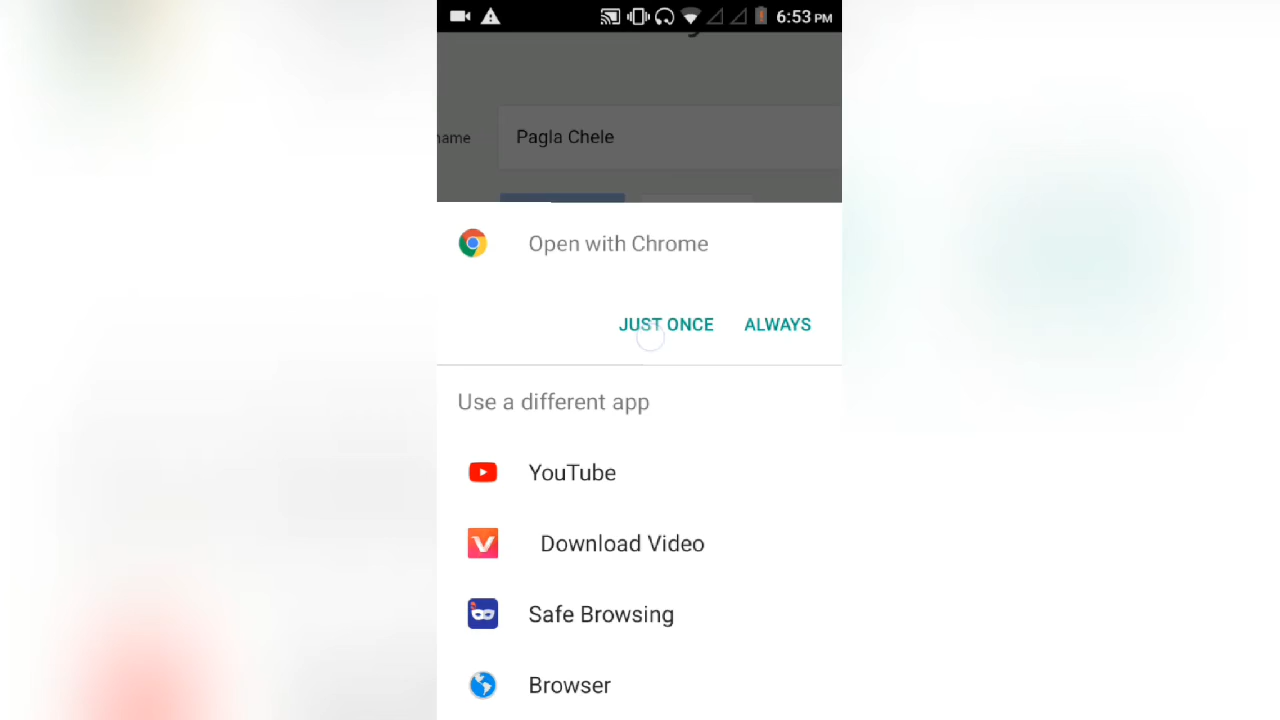 6:53 PM
name
Pagla Chele
Open with Chrome
JUST ONCE
ALWAYS
Use a different app
YouTube
Download Video
Safe Browsing
Browser